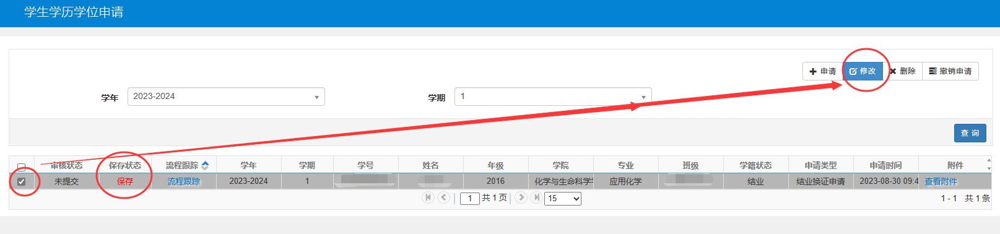 学生学历学位申请
申请 修改 删除 撤销申请
学年 2023-2024 学期 1
查 询
审核状态 保存状态 流程跟踪 学年 学期 学号 姓名 年级 学院 专业 班级 学籍状态 申请类型 申请时间 附件
未提交 保存 流程跟踪 2023-2024 1 2016 化学与生命科学 应用化学 结业 结业换证申请 2023-08-30 09:4 查看附件
1 共 1 页 15 1 - 1 共 1 条